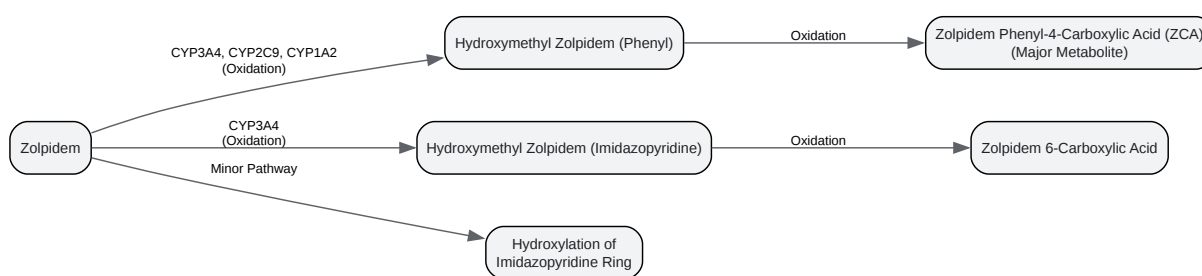 CYP3A4, CYP2C9, CYP1A2
(Oxidation)
Hydroxymethyl Zolpidem (Phenyl)
Oxidation
Zolpidem Phenyl-4-Carboxylic Acid (ZCA)
(Major Metabolite)
Zolpidem
CYP3A4
(Oxidation)
Hydroxymethyl Zolpidem (Imidazopyridine)
Oxidation
Zolpidem 6-Carboxylic Acid
Minor Pathway
Hydroxylation of
Imidazopyridine Ring